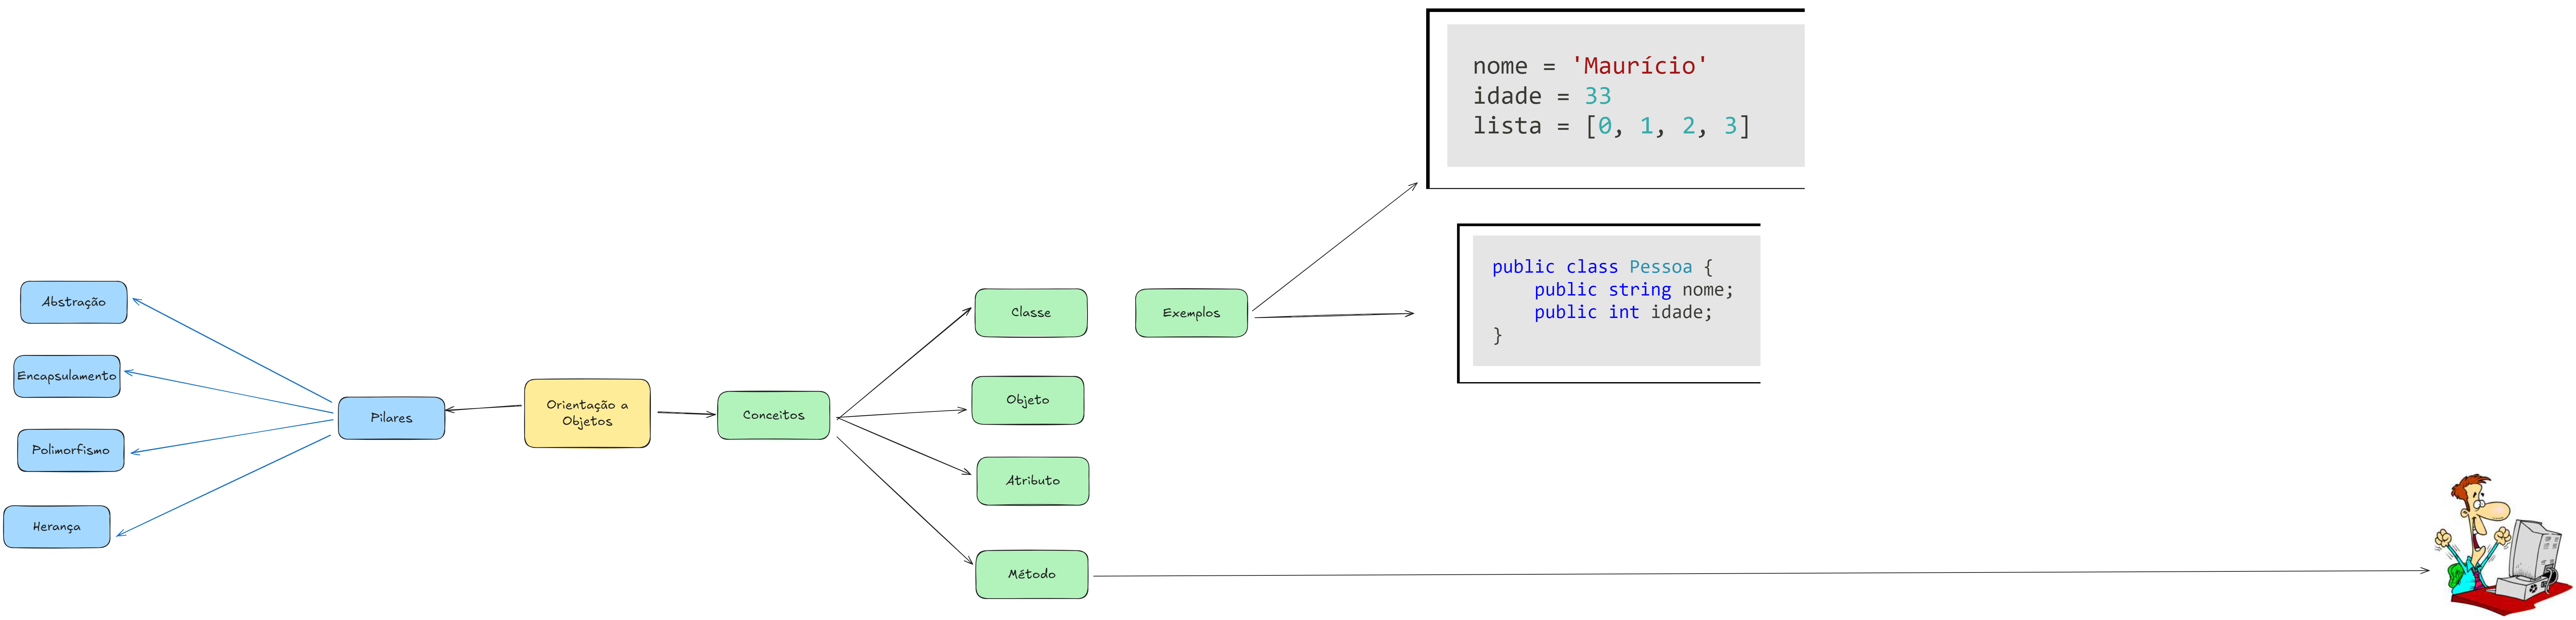 nome = 'Maurício'
idade = 33
lista = [0, 1, 2, 3]
public class Pessoa {
public string nome;
public int idade;
}
Abstração
Encapsulamento
Polimorfismo
Herança
Pilares
Orientação a
Objetos
Conceitos
Classe
Objeto
Atributo
Método
Exemplos